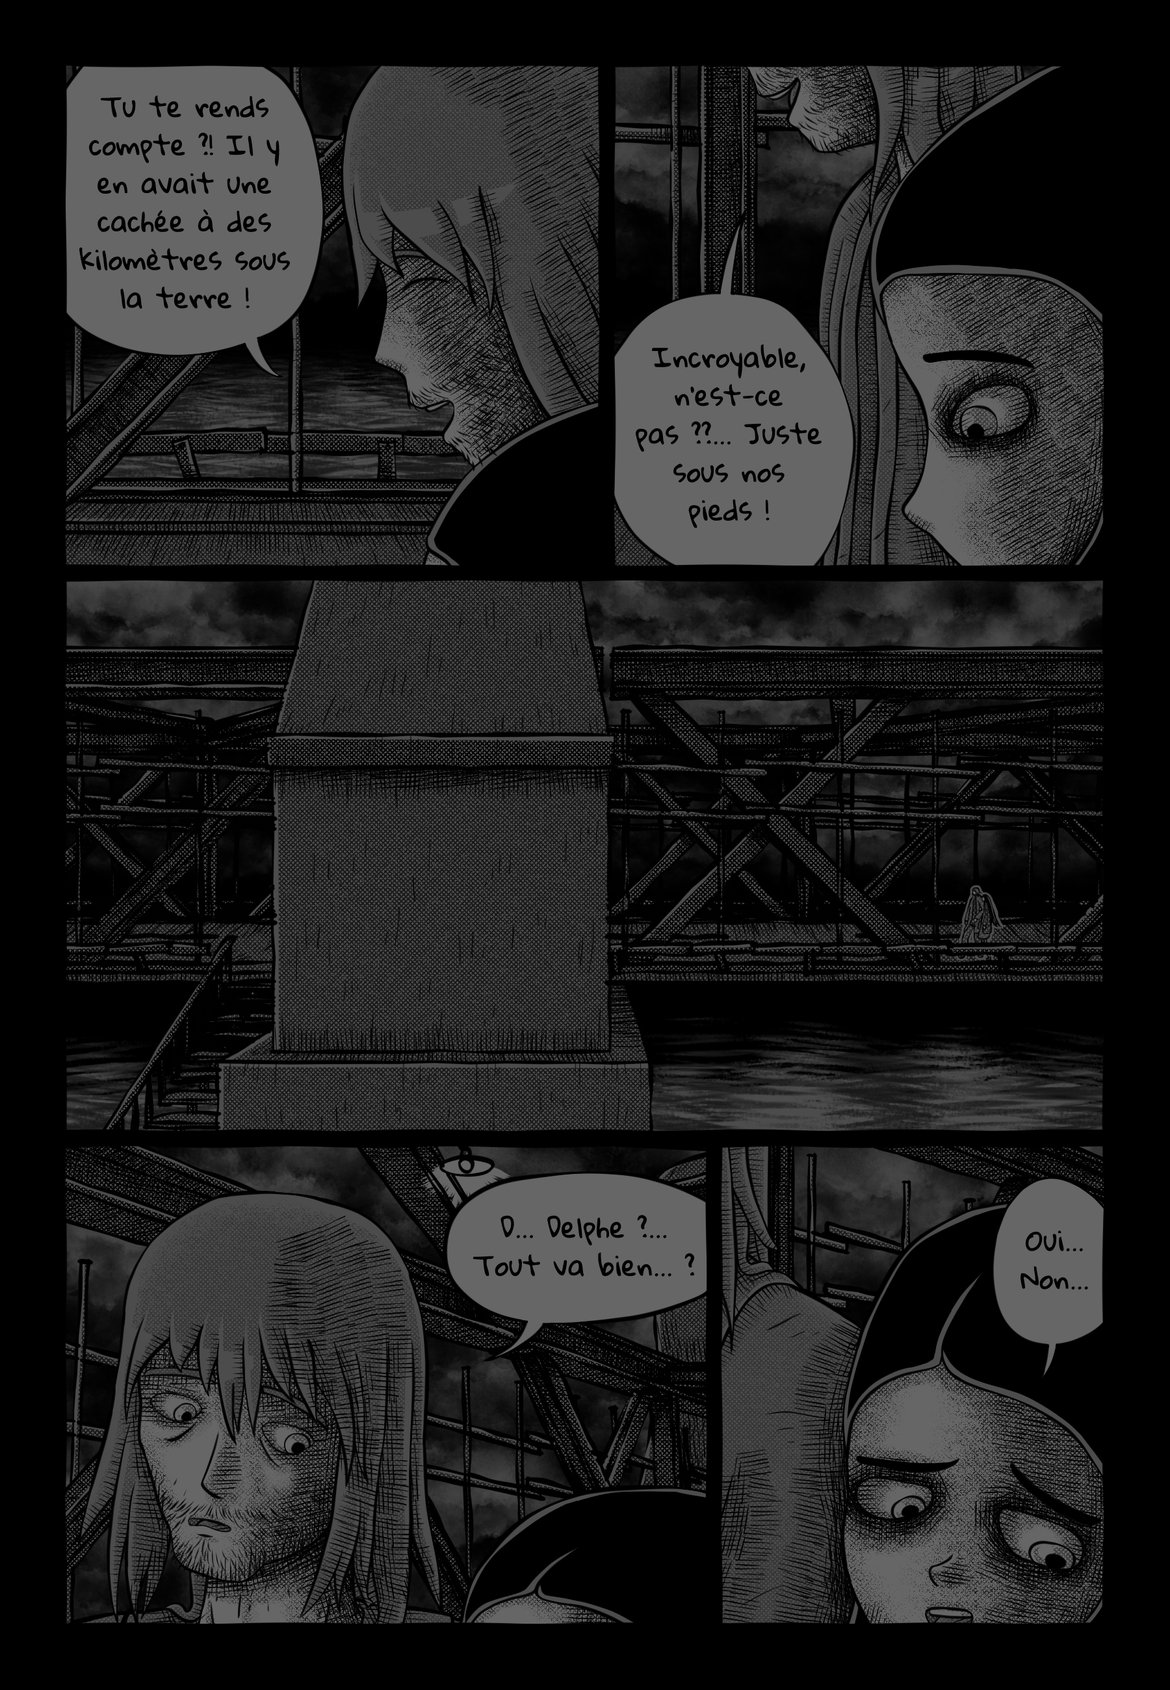 Tu te rends
compte ?! Il y
en avait une
cachée à des
kilomètres sous
la terre !
Incroyable,
n'est-ce
pas ??... Juste
sous nos
pieds !
D... Delphe ?...
Tout va bien... ?
Oui...
Non...